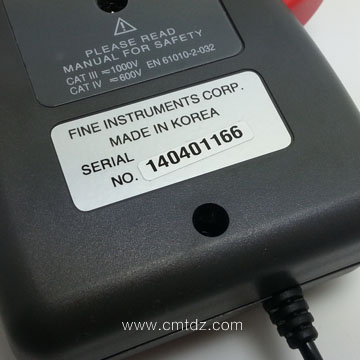 PLEASE READ
MANUAL FOR SAFETY
CAT III ≂1000V
CAT IV ≂600V EN 61010-2-032
FINE INSTRUMENTS CORP.
MADE IN KOREA
SERIAL
NO. 140401166
www.cmtdz.com